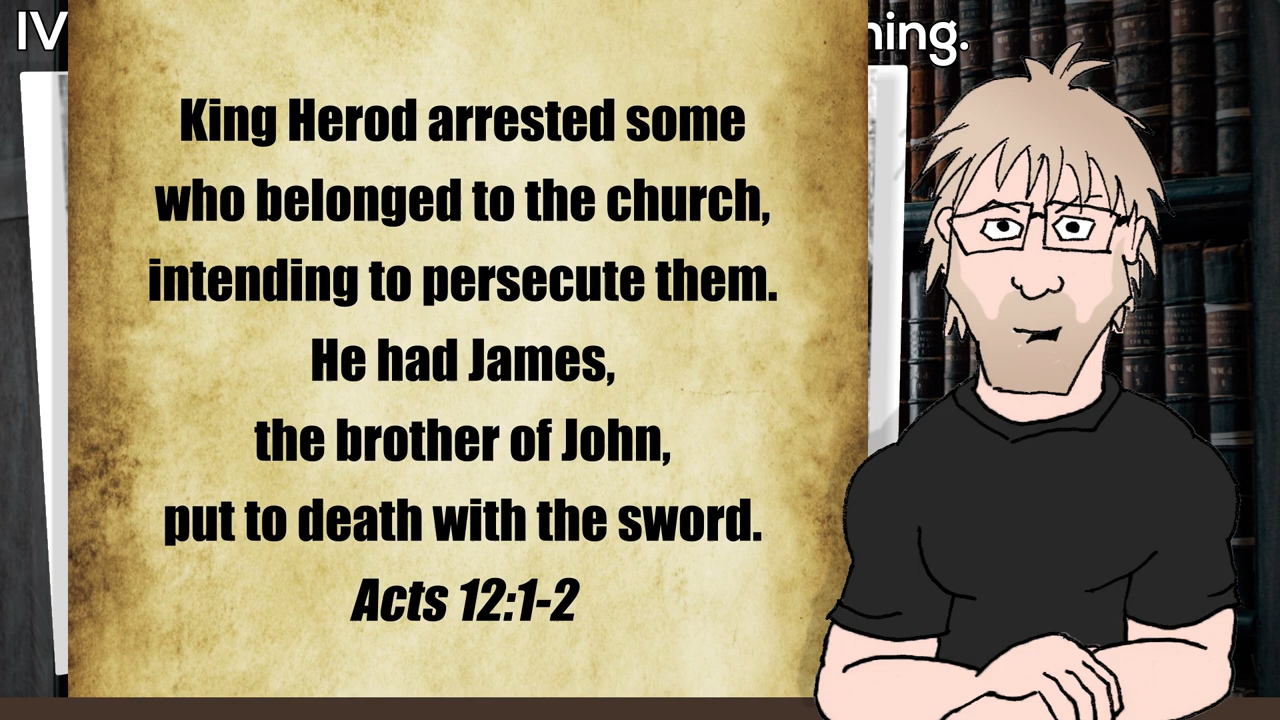 IV
King Herod arrested some
who belonged to the church,
intending to persecute them.
He had James,
the brother of John,
put to death with the sword.
Acts 12:1-2